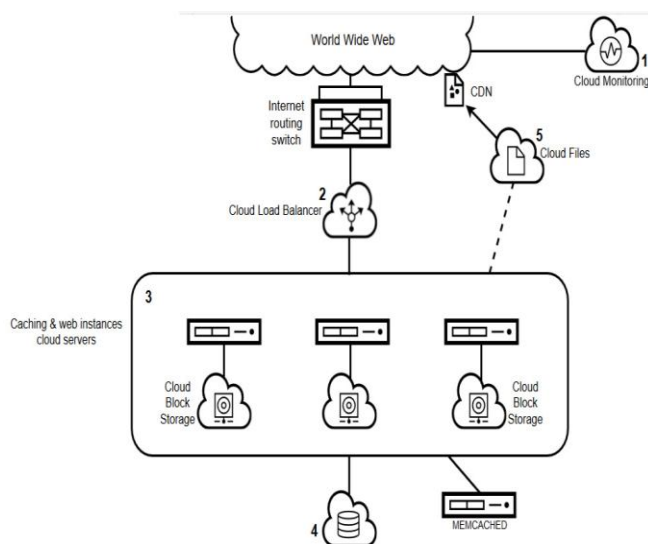 World Wide Web
1
Cloud Monitoring
CDN
Internet
routing
switch
5
Cloud Files
2
Cloud Load Balancer
3
Caching & web instances
cloud servers
Cloud
Block
Storage
Cloud
Block
Storage
4
MEMCACHED